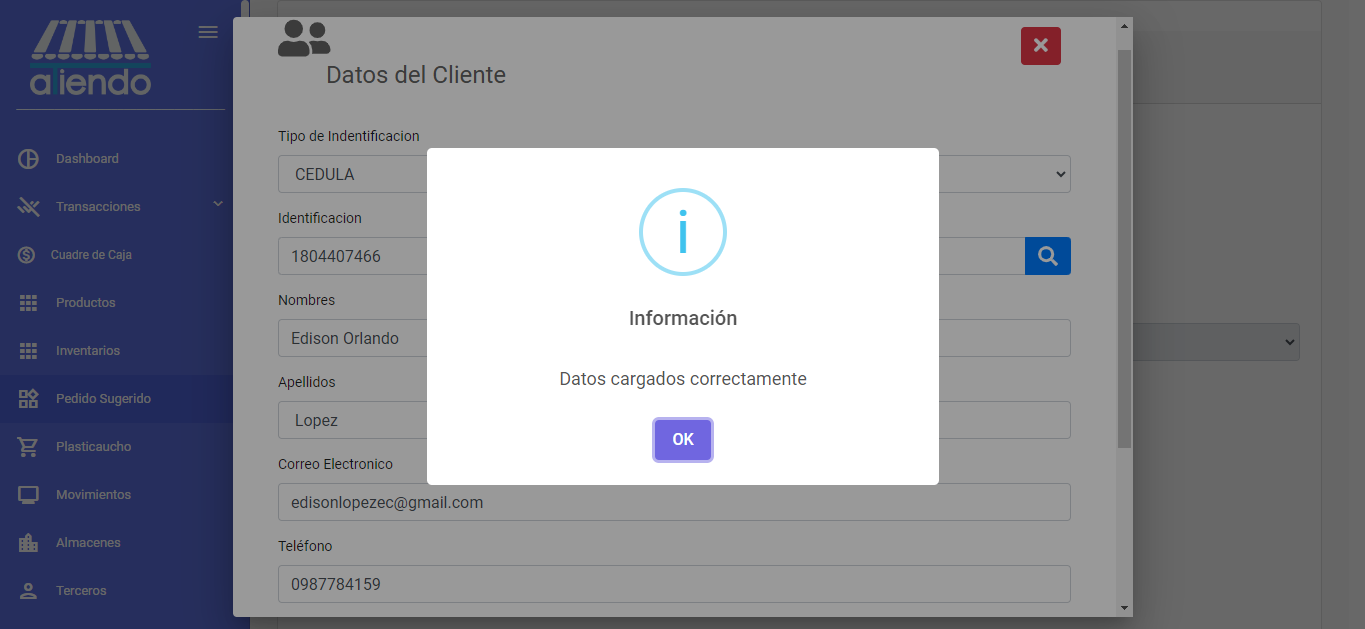 aTiendo
Dashboard
Transacciones
Cuadre de Caja
Productos
Inventarios
Pedido Sugerido
Plasticaucho
Movimientos
Almacenes
Terceros
Datos del Cliente
Tipo de Indentificacion
CEDULA
Identificacion
1804407466
Nombres
Edison Orlando
Apellidos
Lopez
Correo Electronico
edisonlopezec@gmail.com
Teléfono
0987784159
Información
Datos cargados correctamente
OK